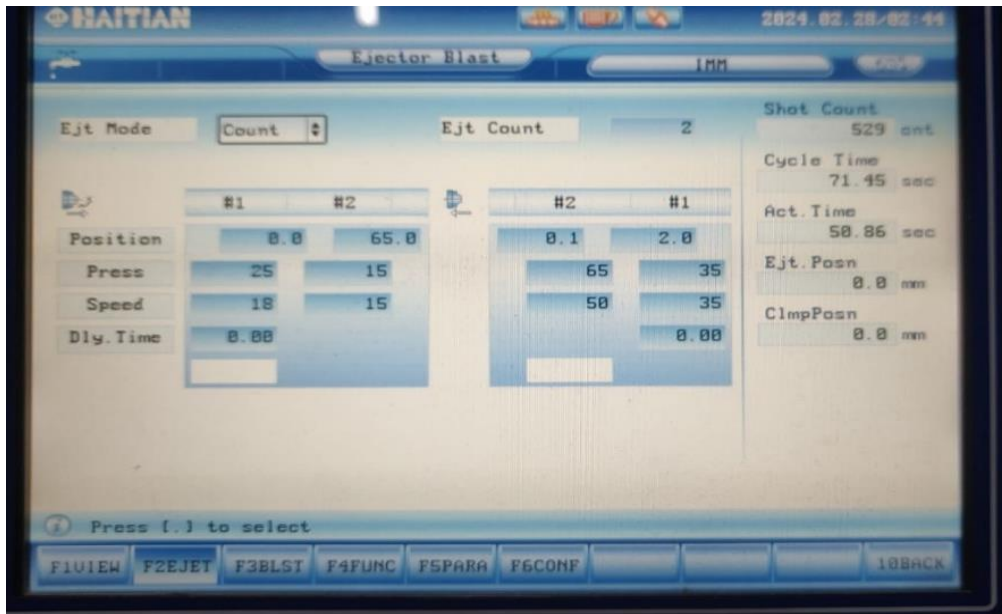 HAITIAN 2024.02.28/02:44
Ejector Blast 1MM
Ejt Mode Count Ejt Count 2
Shot Count
529 cnt
Cycle Time
71.45 sec
#1 #2 #2 #1
Act.Time
50.86 sec
Position 0.0 65.0 0.1 2.0
Press 25 15 65 35
Ejt.Posn
0.0 mm
Speed 18 15 50 35
ClmpPosn
0.0 mm
Dly.Time 0.00 0.00
Press [.] to select
F1VIEW F2EJET F3BLST F4FUNC F5PARA F6CONF 10BACK